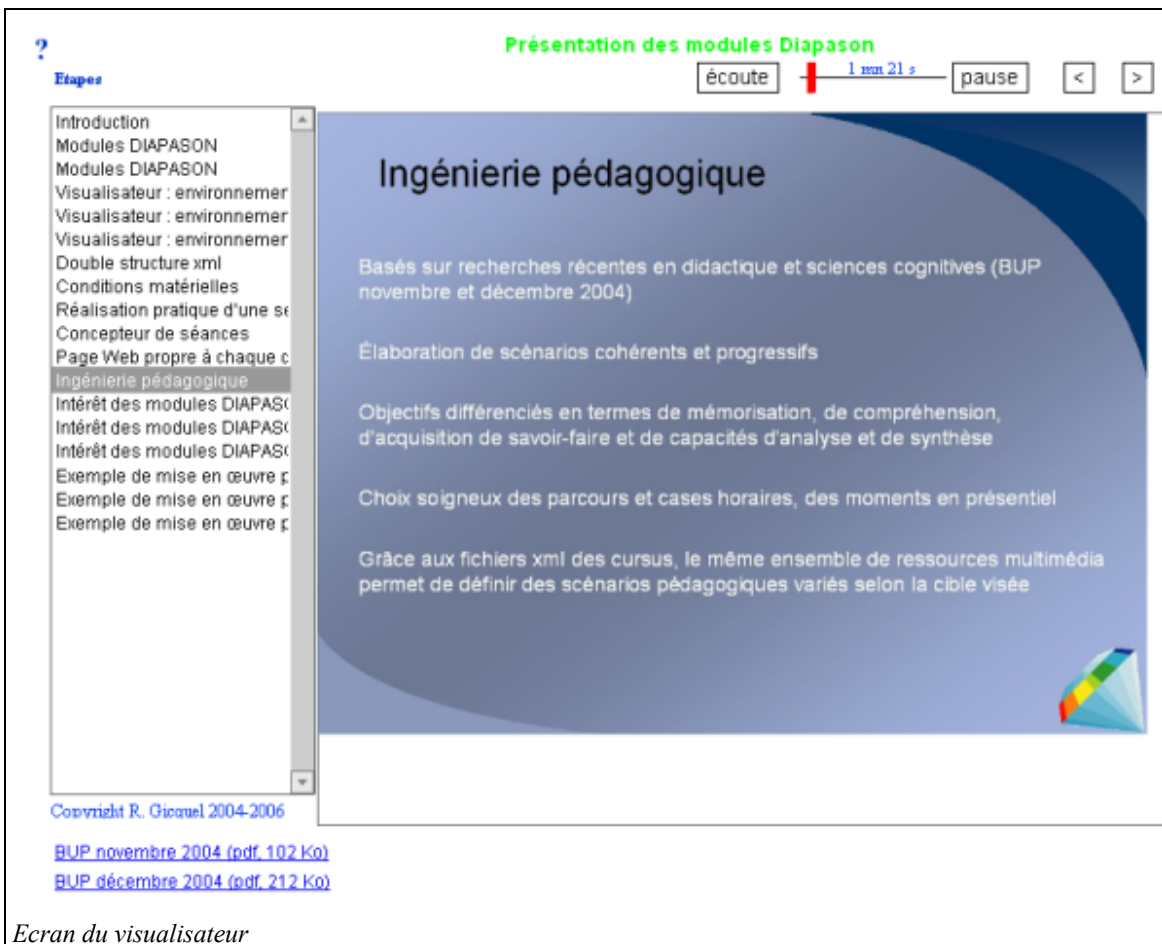 ?
Présentation des modules Diapason
Etapes
écoute
1 mn 21 s
pause
<
>
Introduction
Modules DIAPASON
Modules DIAPASON
Visualisateur : environnemer
Visualisateur : environnemer
Visualisateur : environnemer
Double structure xml
Conditions matérielles
Réalisation pratique d'une se
Concepteur de séances
Page Web propre à chaque c
Ingénierie pédagogique
Intérêt des modules DIAPASO
Intérêt des modules DIAPASO
Intérêt des modules DIAPASO
Exemple de mise en œuvre p
Exemple de mise en œuvre p
Exemple de mise en œuvre p
Copyright R. Gicquel 2004-2006
Ingénierie pédagogique
Basés sur recherches récentes en didactique et sciences cognitives (BUP
novembre et décembre 2004)
Élaboration de scénarios cohérents et progressifs
Objectifs différenciés en termes de mémorisation, de compréhension,
d'acquisition de savoir-faire et de capacités d'analyse et de synthèse
Choix soigneux des parcours et cases horaires, des moments en présentiel
Grâce aux fichiers xml des cursus, le même ensemble de ressources multimédia
permet de définir des scénarios pédagogiques variés selon la cible visée
BUP novembre 2004 (pdf, 102 Ko)
BUP décembre 2004 (pdf, 212 Ko)
Ecran du visualisateur